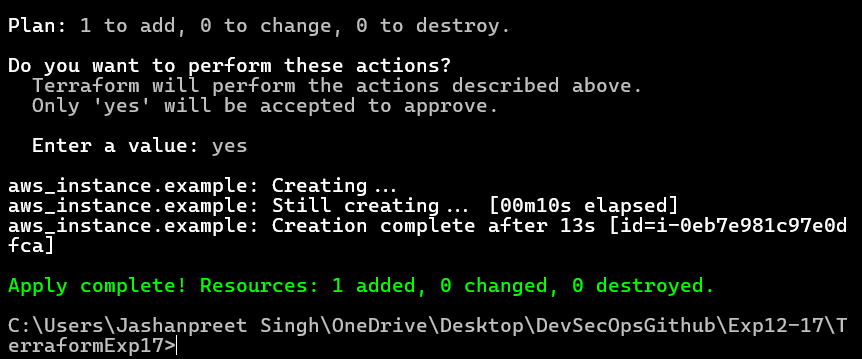 Plan: 1 to add, 0 to change, 0 to destroy.
Do you want to perform these actions?
  Terraform will perform the actions described above.
  Only 'yes' will be accepted to approve.
  Enter a value: yes
aws_instance.example: Creating...
aws_instance.example: Still creating... [00m10s elapsed]
aws_instance.example: Creation complete after 13s [id=i-0eb7e981c97e0d
fca]
Apply complete! Resources: 1 added, 0 changed, 0 destroyed.
C:\Users\Jashanpreet Singh\OneDrive\Desktop\DevSecOpsGithub\Exp12-17\T
erraformExp17>